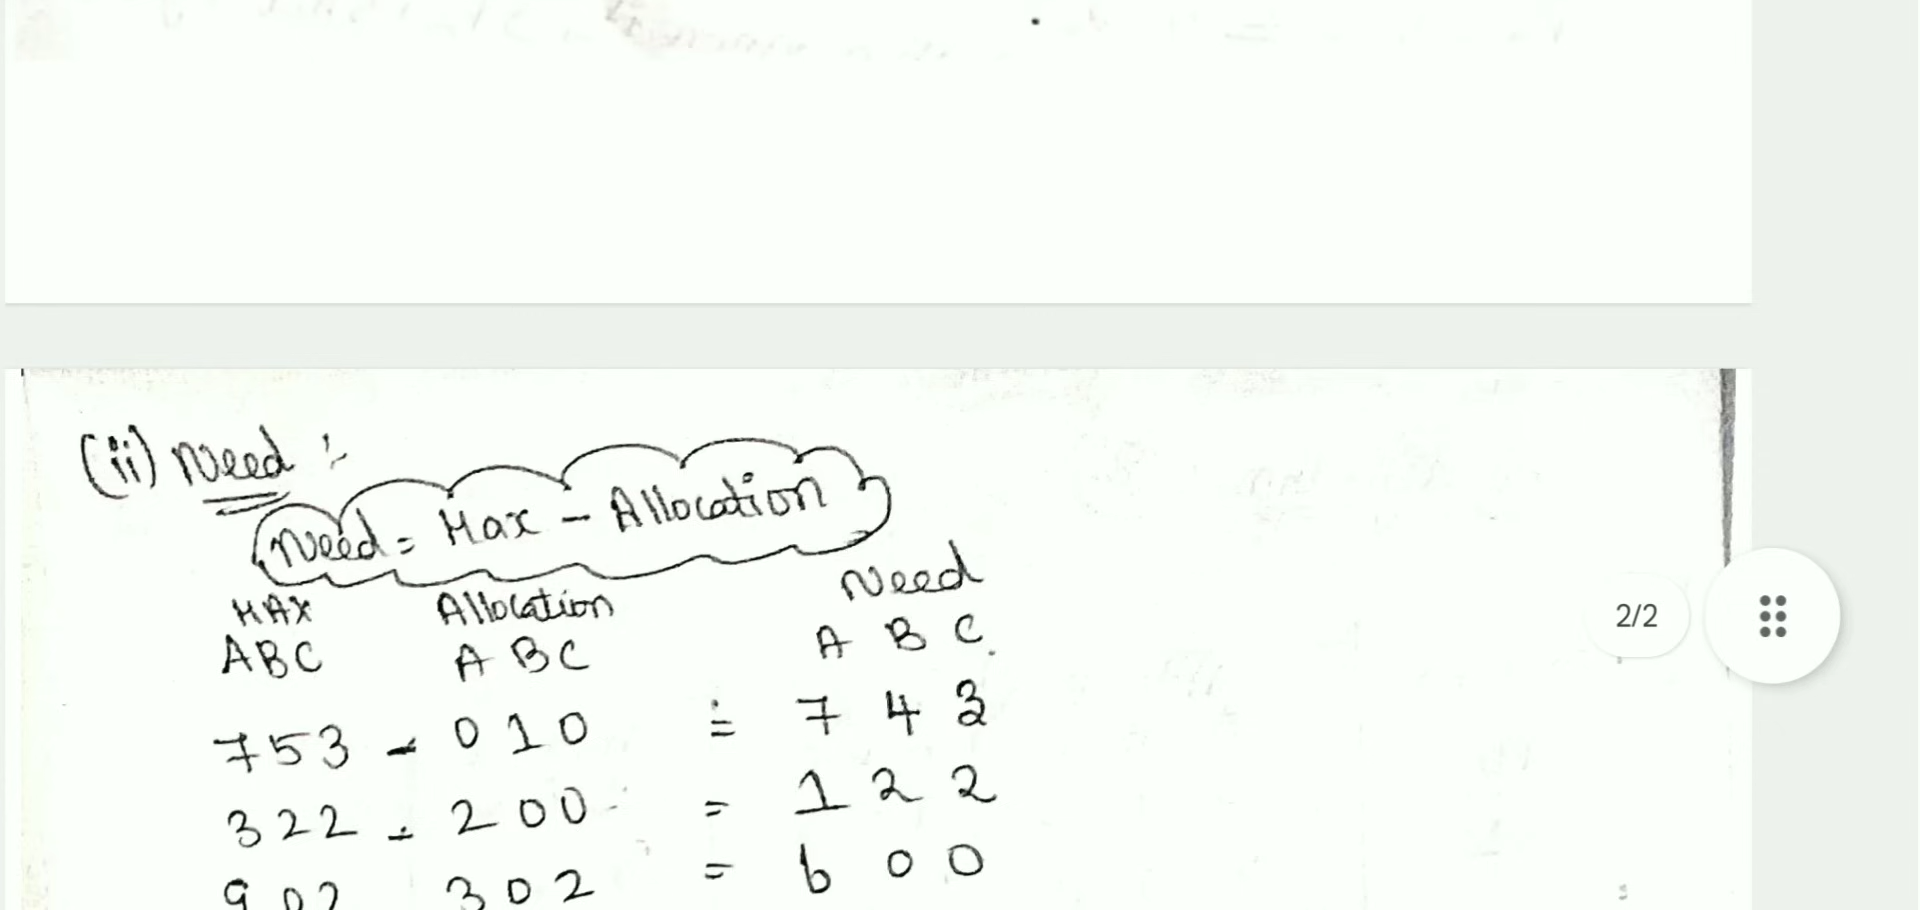 (ii) Need :-
Need = Max - Allocation
MAX Allocation Need
ABC A B C A B C
753 - 010 = 7 4 3
322 - 200 = 1 2 2
902 302 = 6 0 0
2/2